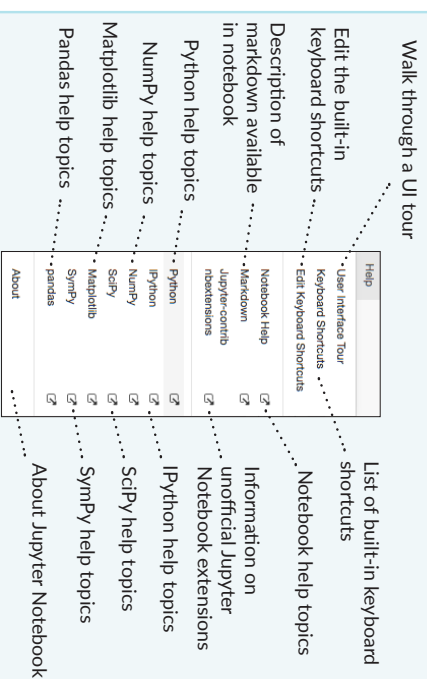 Walk through a UI tour
Edit the built-in
keyboard shortcuts
Description of
markdown available
in notebook
Python help topics
NumPy help topics
Matplotlib help topics
Pandas help topics
Help
User Interface Tour
Keyboard Shortcuts
Edit Keyboard Shortcuts
Notebook Help
Markdown
Jupyter-contrib
nbextensions
Python
IPython
NumPy
SciPy
Matplotlib
SymPy
pandas
About
List of built-in keyboard
shortcuts
Notebook help topics
Information on
unofficial Jupyter
Notebook extensions
IPython help topics
SciPy help topics
SymPy help topics
About Jupyter Notebook